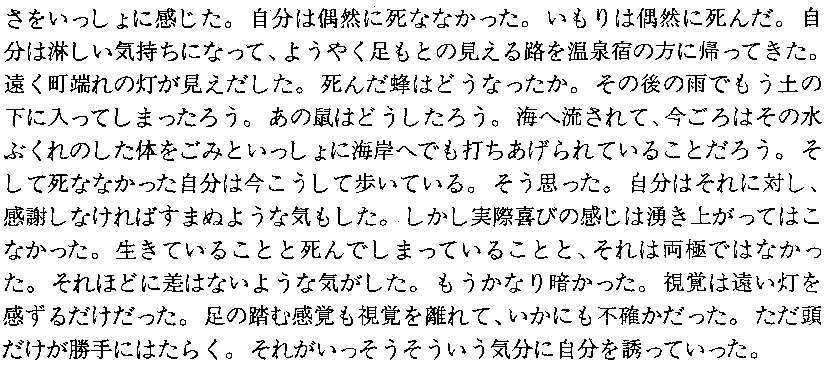 さをいっしょに感じた。自分は偶然に死ななかった。いもりは偶然に死んだ。自
分は淋しい気持ちになって、ようやく足もとの見える路を温泉宿の方に帰ってきた。
遠く町端れの灯が見えだした。死んだ蜂はどうなったか。その後の雨でもう土の
下に入ってしまったろう。あの鼠はどうしたろう。海へ流されて、今ごろはその水
ぶくれのした体をごみといっしょに海岸へでも打ちあげられていることだろう。そ
して死ななかった自分は今こうして歩いている。そう思った。自分はそれに対し、
感謝しなければすまぬような気もした。しかし実際喜びの感じは湧き上がってはこ
なかった。生きていることと死んでしまっていることと、それは両極ではなかっ
た。それほどに差はないような気がした。もうかなり暗かった。視覚は遠い灯を
感ずるだけだった。足の踏む感覚も視覚を離れて、いかにも不確かだった。ただ頭
だけが勝手にはたらく。それがいっそうそういう気分に自分を誘っていった。